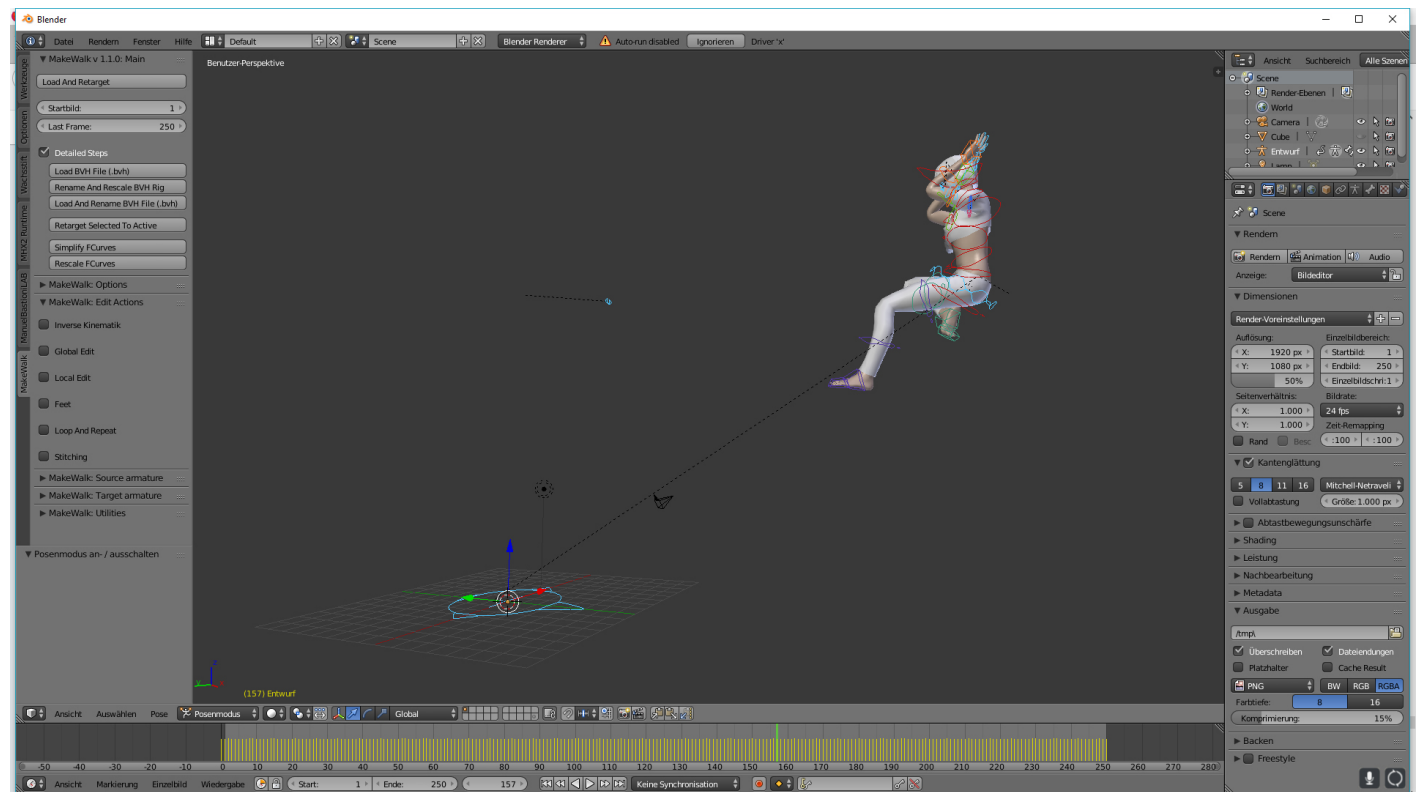 Blender
Datei Rendern Fenster Hilfe Default Scene Blender Renderer Auto-run disabled Ignorieren Driver 'x'
MakeWalk v 1.1.0: Main
Load And Retarget
Startbild: 1
Last Frame: 250
Detailed Steps
Load BVH File (.bvh)
Rename And Rescale BVH Rig
Load And Rename BVH File (.bvh)
Retarget Selected To Active
Simplify FCurves
Rescale FCurves
MakeWalk: Options
MakeWalk: Edit Actions
Inverse Kinematik
Global Edit
Local Edit
Feet
Loop And Repeat
Stitching
MakeWalk: Source armature
MakeWalk: Target armature
MakeWalk: Utilities
Posenmodus an- / ausschalten
Werkzeuge
Optionen
Wachsstift
MHX2 Runtime
ManuelBastioniLAB
MakeWalk
Benutzer-Perspektive
(157) Entwurf
Ansicht Auswählen Pose Posenmodus Global
-50 -40 -30 -20 -10 0 10 20 30 40 50 60 70 80 90 100 110 120 130 140 150 160 170 180 190 200 210 220 230 240 250 260 270 280
Ansicht Markierung Einzelbild Wiedergabe Start: 1 Ende: 250 157 Keine Synchronisation
Ansicht Suchbereich Alle Szenen
Scene
Render-Ebenen
World
Camera
Cube
Entwurf
Lamp
Scene
Rendern
Rendern Animation Audio
Anzeige: Bildeditor
Dimensionen
Render-Voreinstellungen
Auflösung: Einzelbildbereich:
X: 1920 px Startbild: 1
Y: 1080 px Endbild: 250
50% Einzelbildschri:1
Seitenverhältnis: Bildrate:
X: 1.000 24 fps
Y: 1.000 Zeit-Remapping
Rand Besc :100 :100
Kantenglättung
5 8 11 16 Mitchell-Netraveli
Vollabtastung Größe: 1.000 px
Abtastbewegungsunschärfe
Shading
Leistung
Nachbearbeitung
Metadata
Ausgabe
/tmp\
Überschreiben Dateiendungen
Platzhalter Cache Result
PNG BW RGB RGBA
Farbtiefe: 8 16
Komprimierung: 15%
Backen
Freestyle